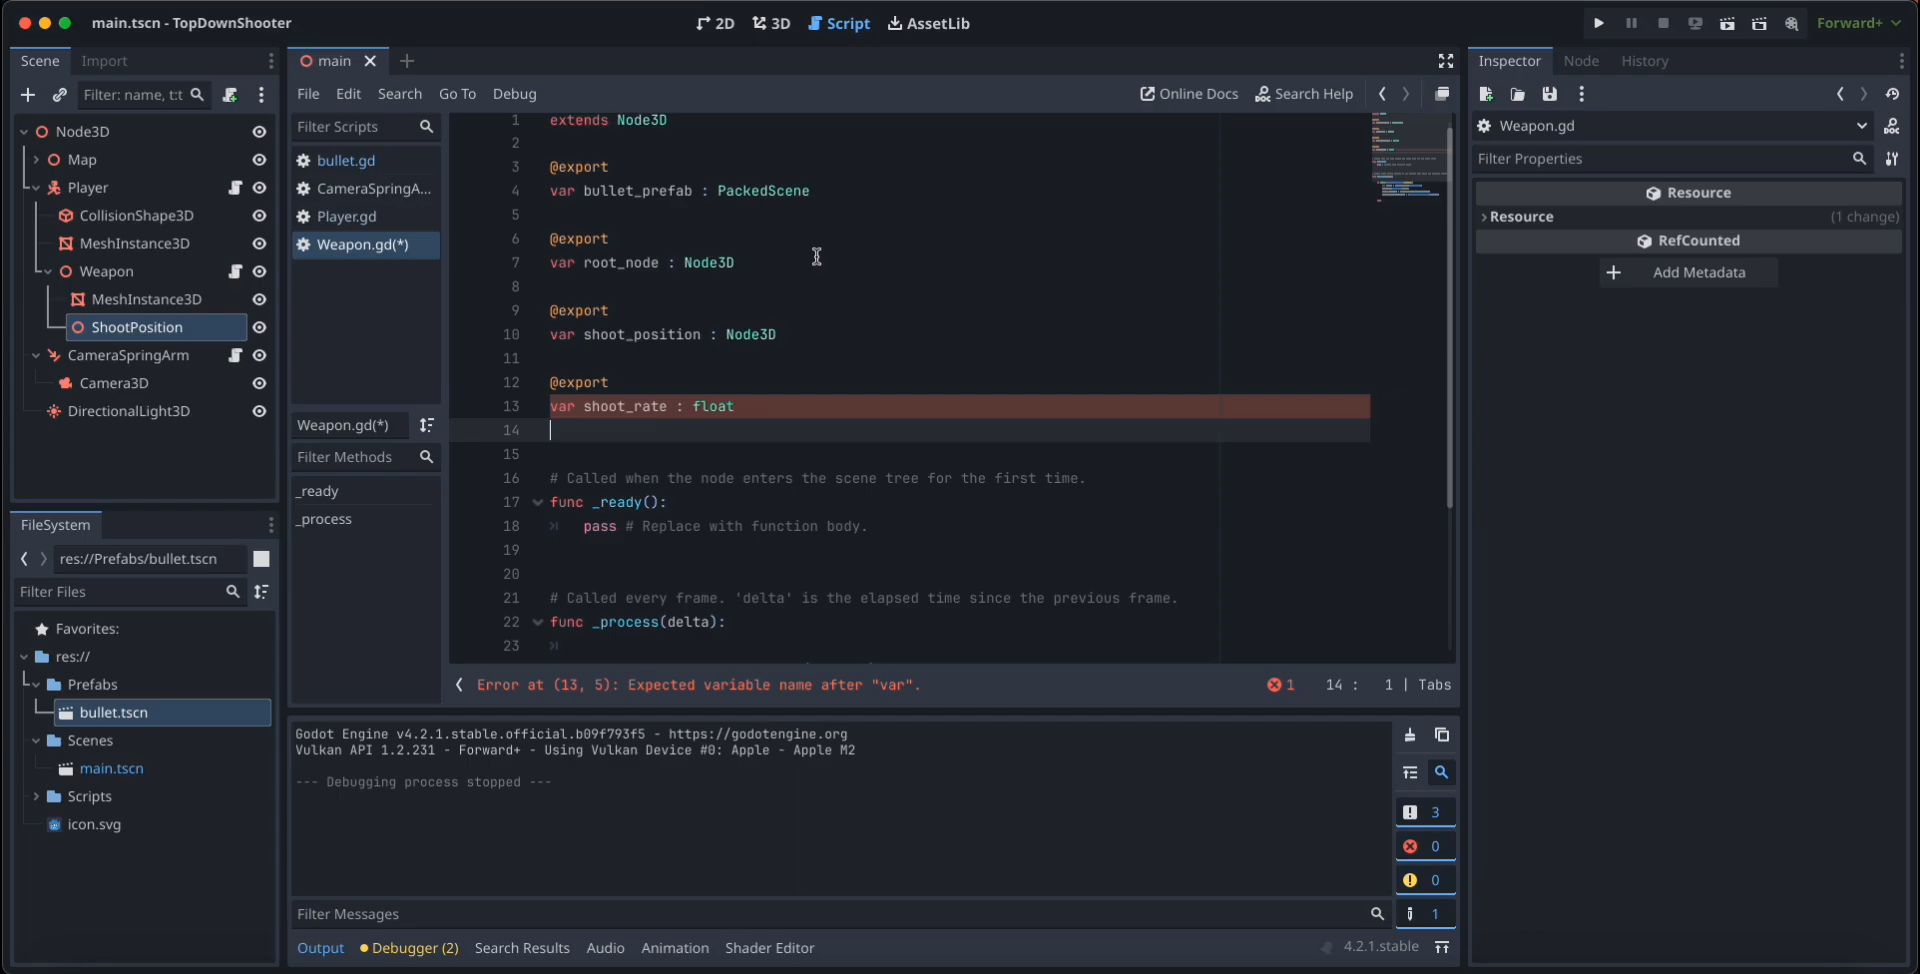 main.tscn - TopDownShooter
2D
3D
Script
AssetLib
Forward+
Scene
Import
Filter: name, t:t
Node3D
Map
Player
CollisionShape3D
MeshInstance3D
Weapon
MeshInstance3D
ShootPosition
CameraSpringArm
Camera3D
DirectionalLight3D
FileSystem
res://Prefabs/bullet.tscn
Filter Files
Favorites:
res://
Prefabs
bullet.tscn
Scenes
main.tscn
Scripts
icon.svg
main
File Edit Search Go To Debug
Online Docs
Search Help
Filter Scripts
bullet.gd
CameraSpringA...
Player.gd
Weapon.gd(*)
Weapon.gd(*)
Filter Methods
_ready
_process
1 extends Node3D
2
3 @export
4 var bullet_prefab : PackedScene
5
6 @export
7 var root_node : Node3D
8
9 @export
10 var shoot_position : Node3D
11
12 @export
13 var shoot_rate : float
14
15
16 # Called when the node enters the scene tree for the first time.
17 func _ready():
18 pass # Replace with function body.
19
20
21 # Called every frame. 'delta' is the elapsed time since the previous frame.
22 func _process(delta):
23
Error at (13, 5): Expected variable name after "var".
1
14 : 1 | Tabs
Godot Engine v4.2.1.stable.official.b09f793f5 - https://godotengine.org
Vulkan API 1.2.231 - Forward+ - Using Vulkan Device #0: Apple - Apple M2
--- Debugging process stopped ---
3
0
0
1
Filter Messages
Output Debugger (2) Search Results Audio Animation Shader Editor
4.2.1.stable
Inspector Node History
Weapon.gd
DOC
Filter Properties
Resource
Resource (1 change)
RefCounted
Add Metadata